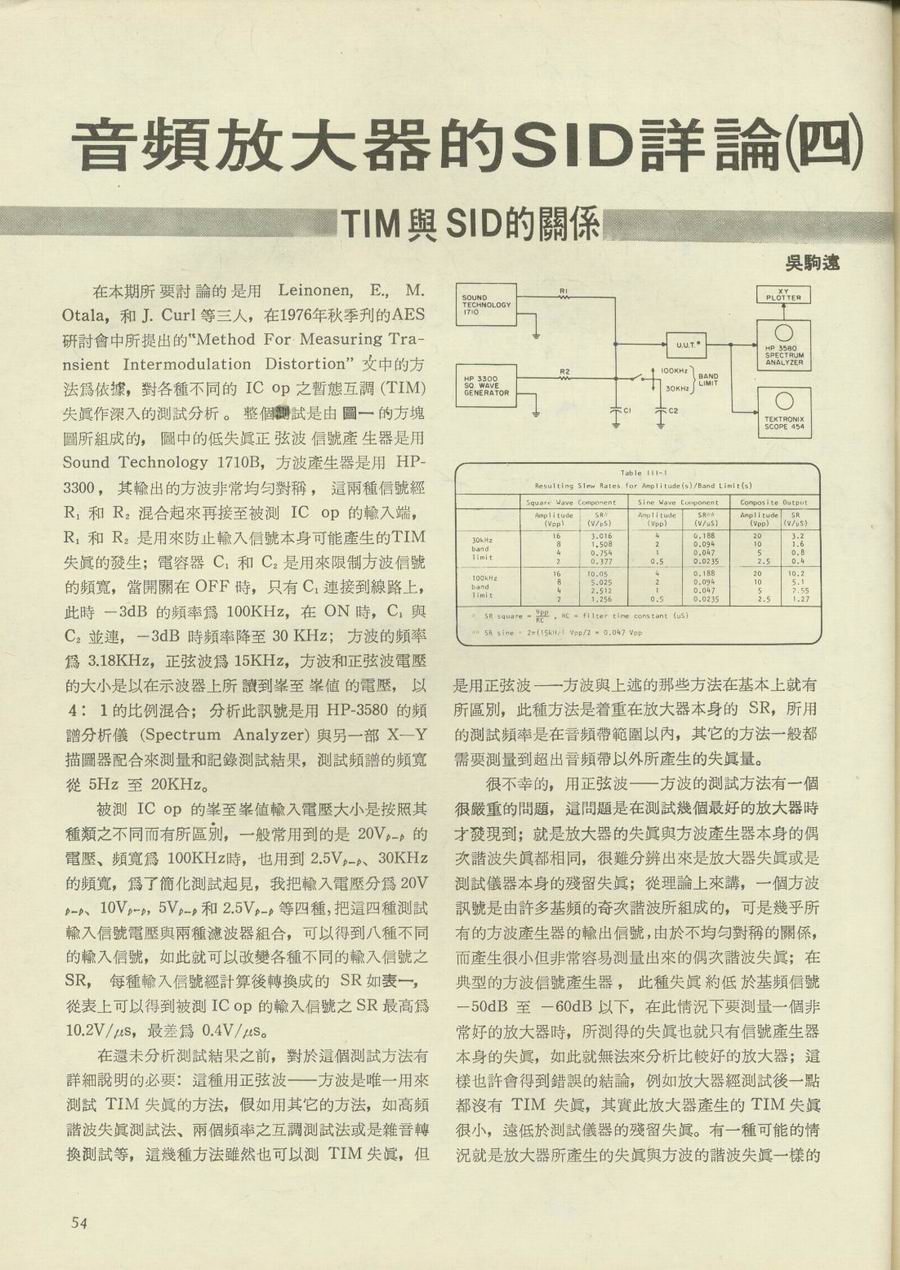 音頻放大器的SID詳論(四)
TIM與SID的關係
吳駒遠
在本期所要討論的是用 Leinonen, E., M.
Otala, 和 J. Curl 等三人，在1976年秋季刋的AES
硏討會中所提出的“Method For Measuring Tra-
nsient Intermodulation Distortion” 文中的方
法爲依據，對各種不同的 IC op 之暫態互調 (TIM)
失眞作深入的測試分析。整個測試是由圖一的方塊
圖所組成的，圖中的低失眞正弦波信號產生器是用
Sound Technology 1710B，方波產生器是用 HP-
3300，其輸出的方波非常均勻對稱，這兩種信號經
R₁ 和 R₂ 混合起來再接至被測 IC op 的輸入端，
R₁ 和 R₂ 是用來防止輸入信號本身可能產生的TIM
失眞的發生；電容器 C₁ 和 C₂ 是用來限制方波信號
的頻寬，當開關在 OFF 時，只有 C₁ 連接到線路上，
此時 －3dB 的頻率爲 100KHz，在 ON 時，C₁ 與
C₂ 並連，－3dB 時頻率降至 30 KHz；方波的頻率
爲 3.18KHz，正弦波爲 15KHz，方波和正弦波電壓
的大小是以在示波器上所讀到峯至峯値的電壓，以
4：1 的比例混合；分析此訊號是用 HP-3580 的頻
譜分析儀 (Spectrum Analyzer) 與另一部 X—Y
描圖器配合來測量和記錄測試結果，測試頻譜的頻寬
從 5Hz 至 20KHz。
被測 IC op 的峯至峯値輸入電壓大小是按照其
種類之不同而有所區別，一般常用到的是 20Vp–p 的
電壓、頻寬爲 100KHz時，也用到 2.5Vp–p、30KHz
的頻寬，爲了簡化測試起見，我把輸入電壓分爲 20V
p–p、10Vp–p, 5Vp–p 和 2.5Vp–p 等四種，把這四種測試
輸入信號電壓與兩種濾波器組合，可以得到八種不同
的輸入信號，如此就可以改變各種不同的輸入信號之
SR，每種輸入信號經計算後轉換成的 SR 如表一，
從表上可以得到被測 IC op 的輸入信號之 SR 最高爲
10.2V/μs，最差爲 0.4V/μs。
在還未分析測試結果之前，對於這個測試方法有
詳細說明的必要：這種用正弦波——方波是唯一用來
測試 TIM 失眞的方法，假如用其它的方法，如高頻
諧波失眞測試法、兩個頻率之互調測試法或是雜音轉
換測試等，這幾種方法雖然也可以測 TIM 失眞，但
SOUND
TECHNOLOGY
1710
R1
HP 3300
SQ WAVE
GENERATOR
R2
U.U.T.*
100KHz
30KHz
BAND
LIMIT
C1
C2
XY
PLOTTER
HP 3580
SPECTRUM
ANALYZER
TEKTRONIX
SCOPE 454
Table III-1
Resulting Slew Rates for Amplitude(s)/Band Limit(s)
Square Wave Component Sine Wave Component Composite Output
Amplitude (Vpp) SR* (V/μS) Amplitude (Vpp) SR** (V/μS) Amplitude (Vpp) SR (V/μS)
30kHz band limit
16 3.016 4 0.188 20 3.2
8 1.508 2 0.094 10 1.6
4 0.754 1 0.047 5 0.8
2 0.377 0.5 0.0235 2.5 0.4
100kHz band limit
16 10.05 4 0.188 20 10.2
8 5.025 2 0.094 10 5.1
4 2.512 1 0.047 5 7.55
2 1.256 0.5 0.0235 2.5 1.27
* SR square = Vpp/RC , RC = filter time constant (uS)
** SR sine = 2π(15kH/) Vpp/2 = 0.047 Vpp
是用正弦波——方波與上述的那些方法在基本上就有
所區別，此種方法是着重在放大器本身的 SR，所用
的測試頻率是在音頻帶範圍以內，其它的方法一般都
需要測量到超出音頻帶以外所產生的失眞量。
很不幸的，用正弦波——方波的測試方法有一個
很嚴重的問題，這問題是在測試幾個最好的放大器時
才發現到；就是放大器的失眞與方波產生器本身的偶
次諧波失眞都相同，很難分辨出來是放大器失眞或是
測試儀器本身的殘留失眞；從理論上來講，一個方波
訊號是由許多基頻的奇次諧波所組成的，可是幾乎所
有的方波產生器的輸出信號，由於不均勻對稱的關係，
而產生很小但非常容易測量出來的偶次諧波失眞；在
典型的方波信號產生器，此種失眞約低於基頻信號
－50dB 至 －60dB 以下，在此情況下要測量一個非
常好的放大器時，所測得的失眞也就只有信號產生器
本身的失眞，如此就無法來分析比較好的放大器；這
樣也許會得到錯誤的結論，例如放大器經測試後一點
都沒有 TIM 失眞，其實此放大器產生的 TIM 失眞
很小，遠低於測試儀器的殘留失眞。有一種可能的情
況就是放大器所產生的失眞與方波的諧波失眞一樣的
54